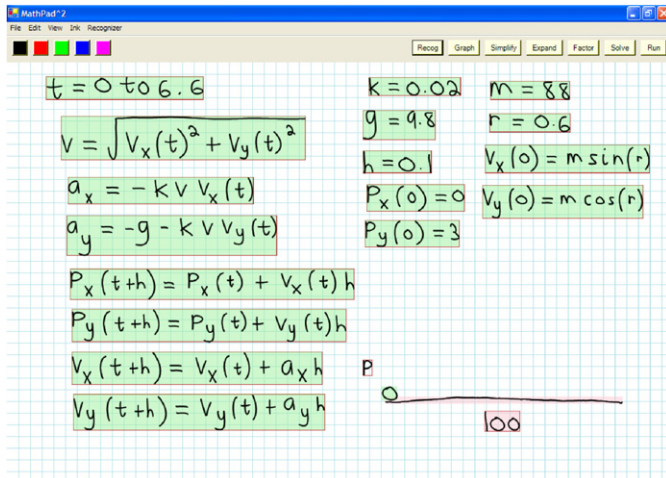 MathPad^2
File Edit View Ink Recognizer
Recog Graph Simplify Expand Factor Solve Run
t = 0 to 6.6
v = √(Vx(t)² + Vy(t)²)
ax = -k v Vx(t)
ay = -g - k v Vy(t)
Px(t+h) = Px(t) + Vx(t)h
Py(t+h) = Py(t) + Vy(t)h
Vx(t+h) = Vx(t) + ax h
Vy(t+h) = Vy(t) + ay h
k = 0.02
g = 9.8
h = 0.1
Px(0) = 0
Py(0) = 3
m = 88
r = 0.6
Vx(0) = m sin(r)
Vy(0) = m cos(r)
P
100